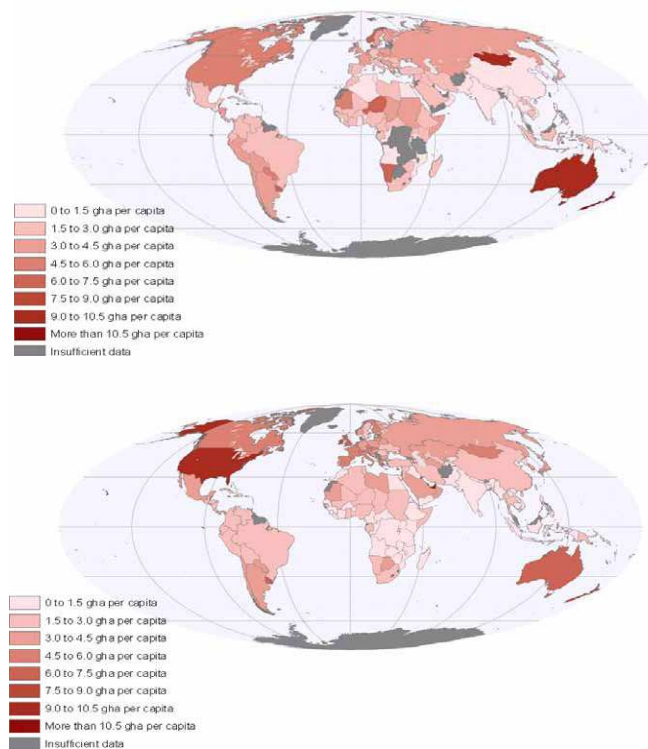 0 to 1.5 gha per capita
1.5 to 3.0 gha per capita
3.0 to 4.5 gha per capita
4.5 to 6.0 gha per capita
6.0 to 7.5 gha per capita
7.5 to 9.0 gha per capita
9.0 to 10.5 gha per capita
More than 10.5 gha per capita
Insufficient data
0 to 1.5 gha per capita
1.5 to 3.0 gha per capita
3.0 to 4.5 gha per capita
4.5 to 6.0 gha per capita
6.0 to 7.5 gha per capita
7.5 to 9.0 gha per capita
9.0 to 10.5 gha per capita
More than 10.5 gha per capita
Insufficient data